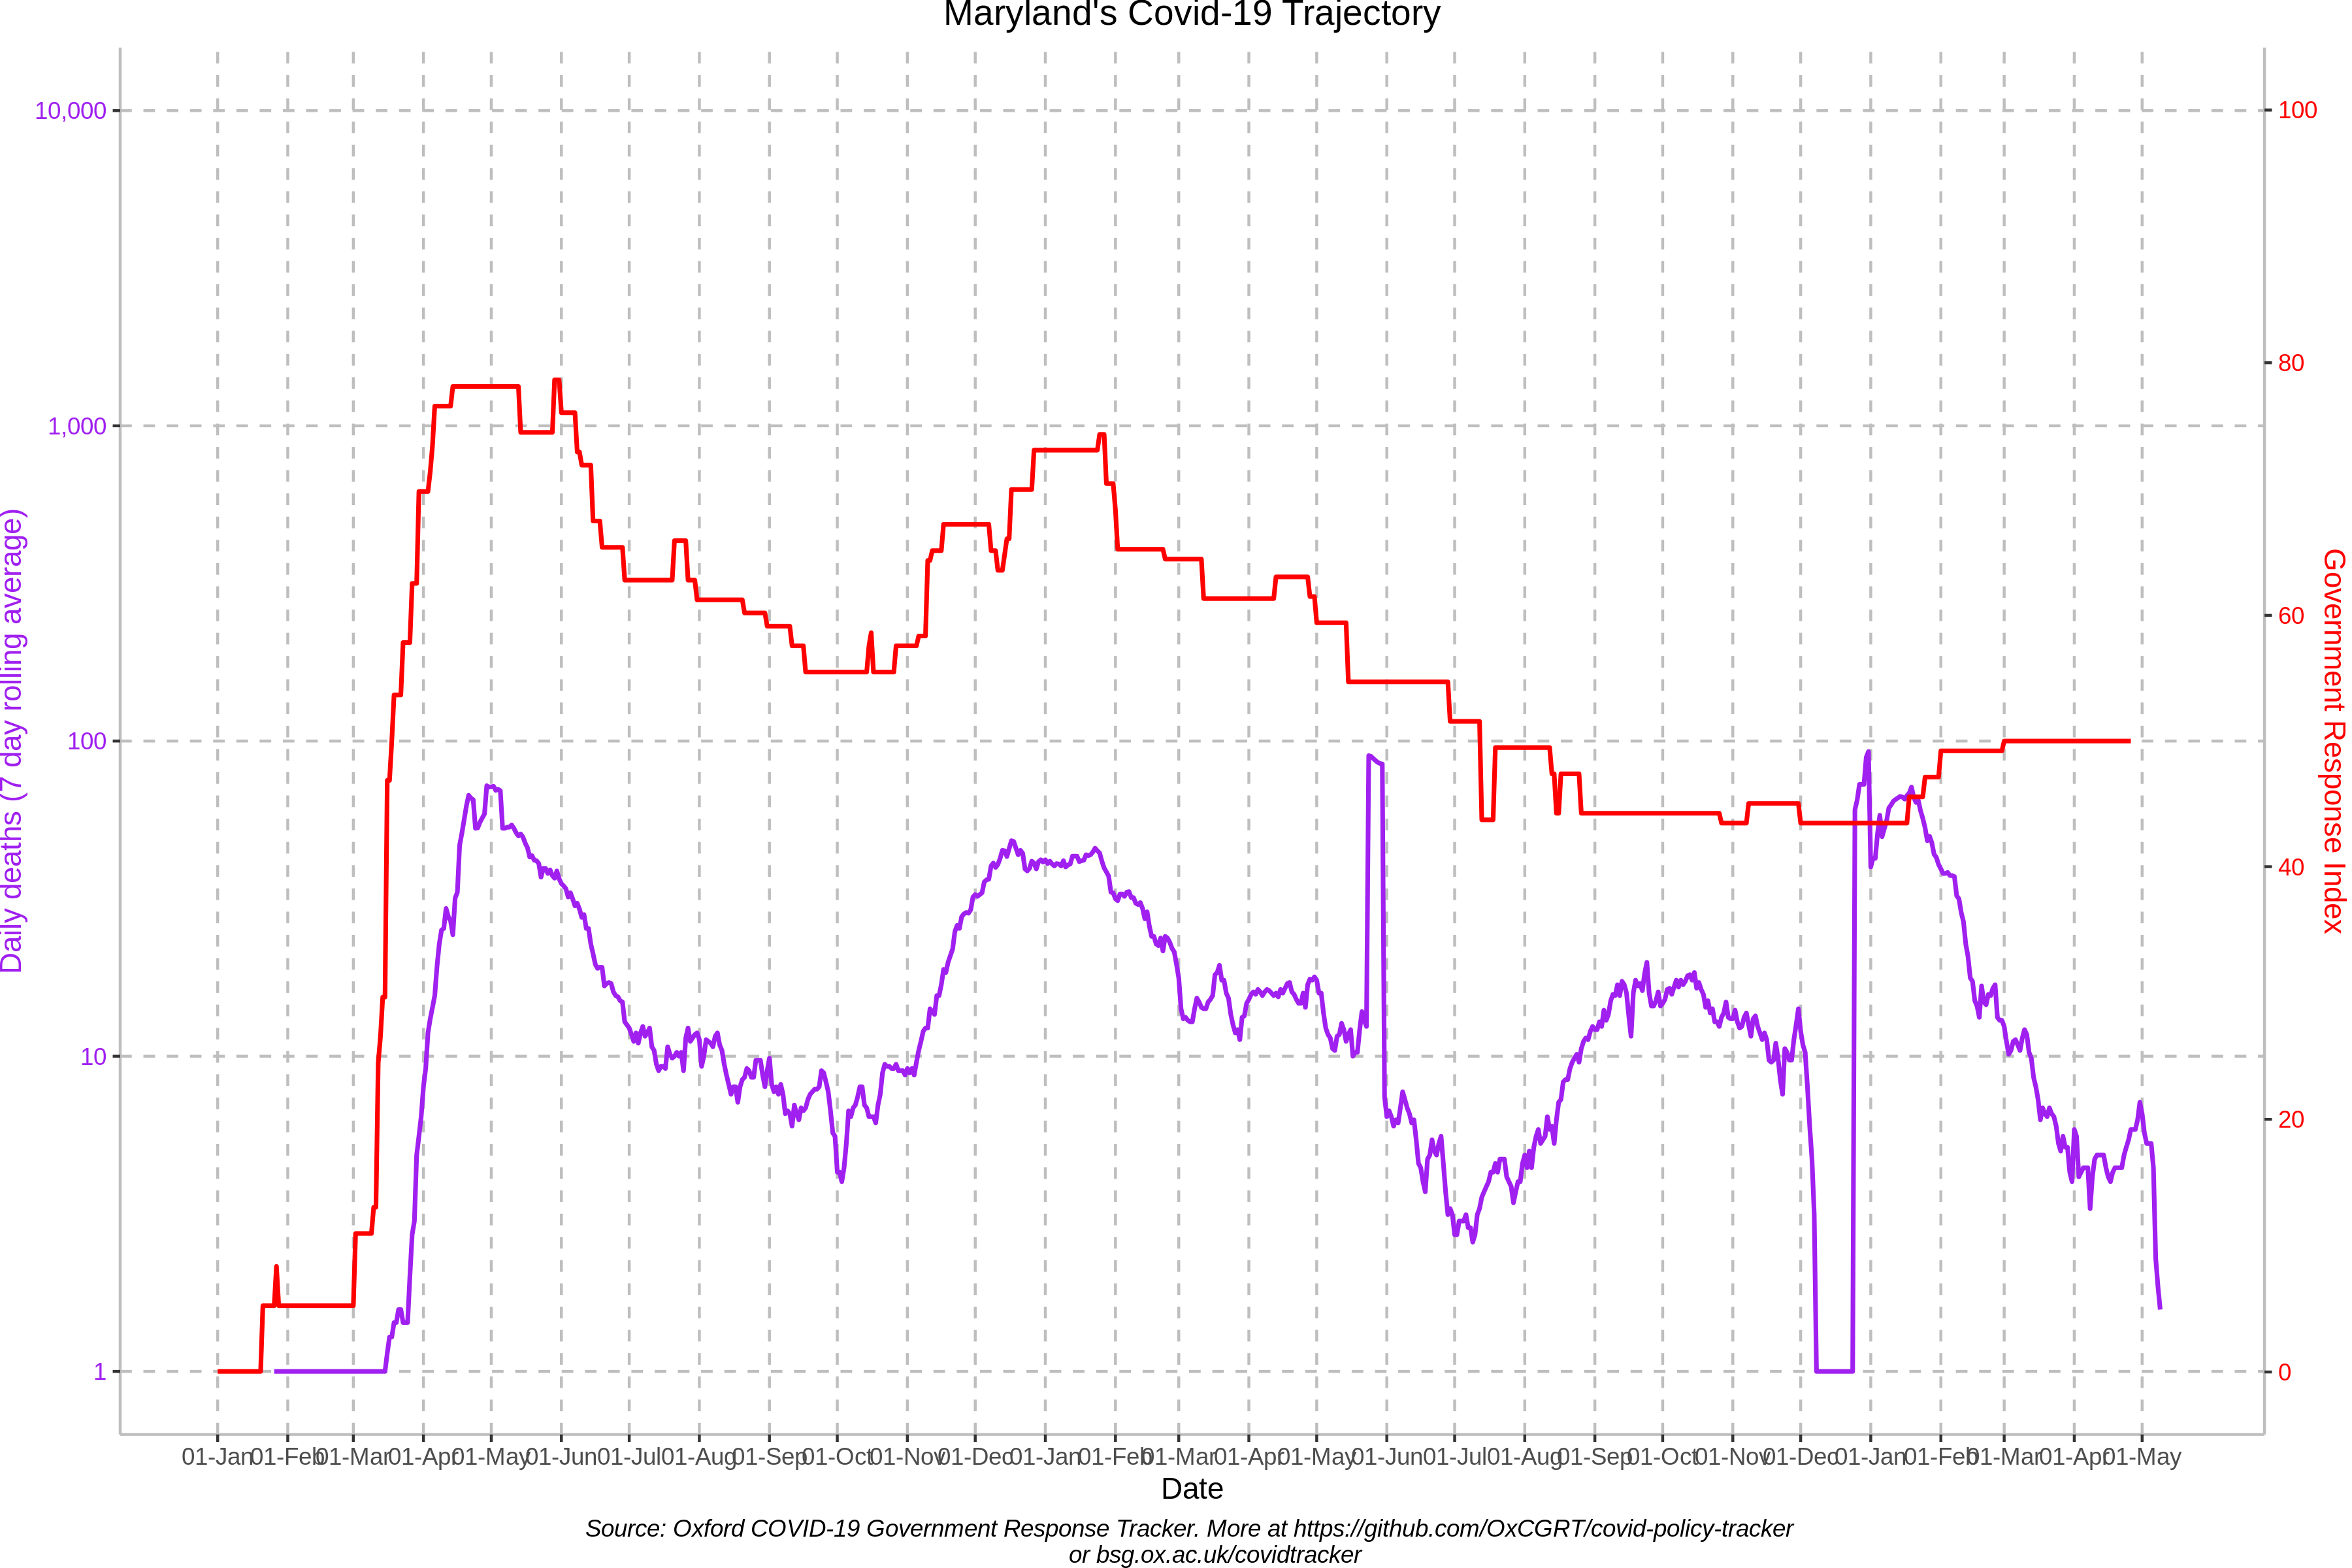 Maryland's Covid-19 Trajectory
10,000
1,000
100
10
1
Daily deaths (7 day rolling average)
100
80
60
40
20
0
Government Response Index
01-Jan 01-Feb 01-Mar 01-Apr 01-May 01-Jun 01-Jul 01-Aug 01-Sep 01-Oct 01-Nov 01-Dec 01-Jan 01-Feb 01-Mar 01-Apr 01-May 01-Jun 01-Jul 01-Aug 01-Sep 01-Oct 01-Nov 01-Dec 01-Jan 01-Feb 01-Mar 01-Apr 01-May
Date
Source: Oxford COVID-19 Government Response Tracker. More at https://github.com/OxCGRT/covid-policy-tracker
or bsg.ox.ac.uk/covidtracker